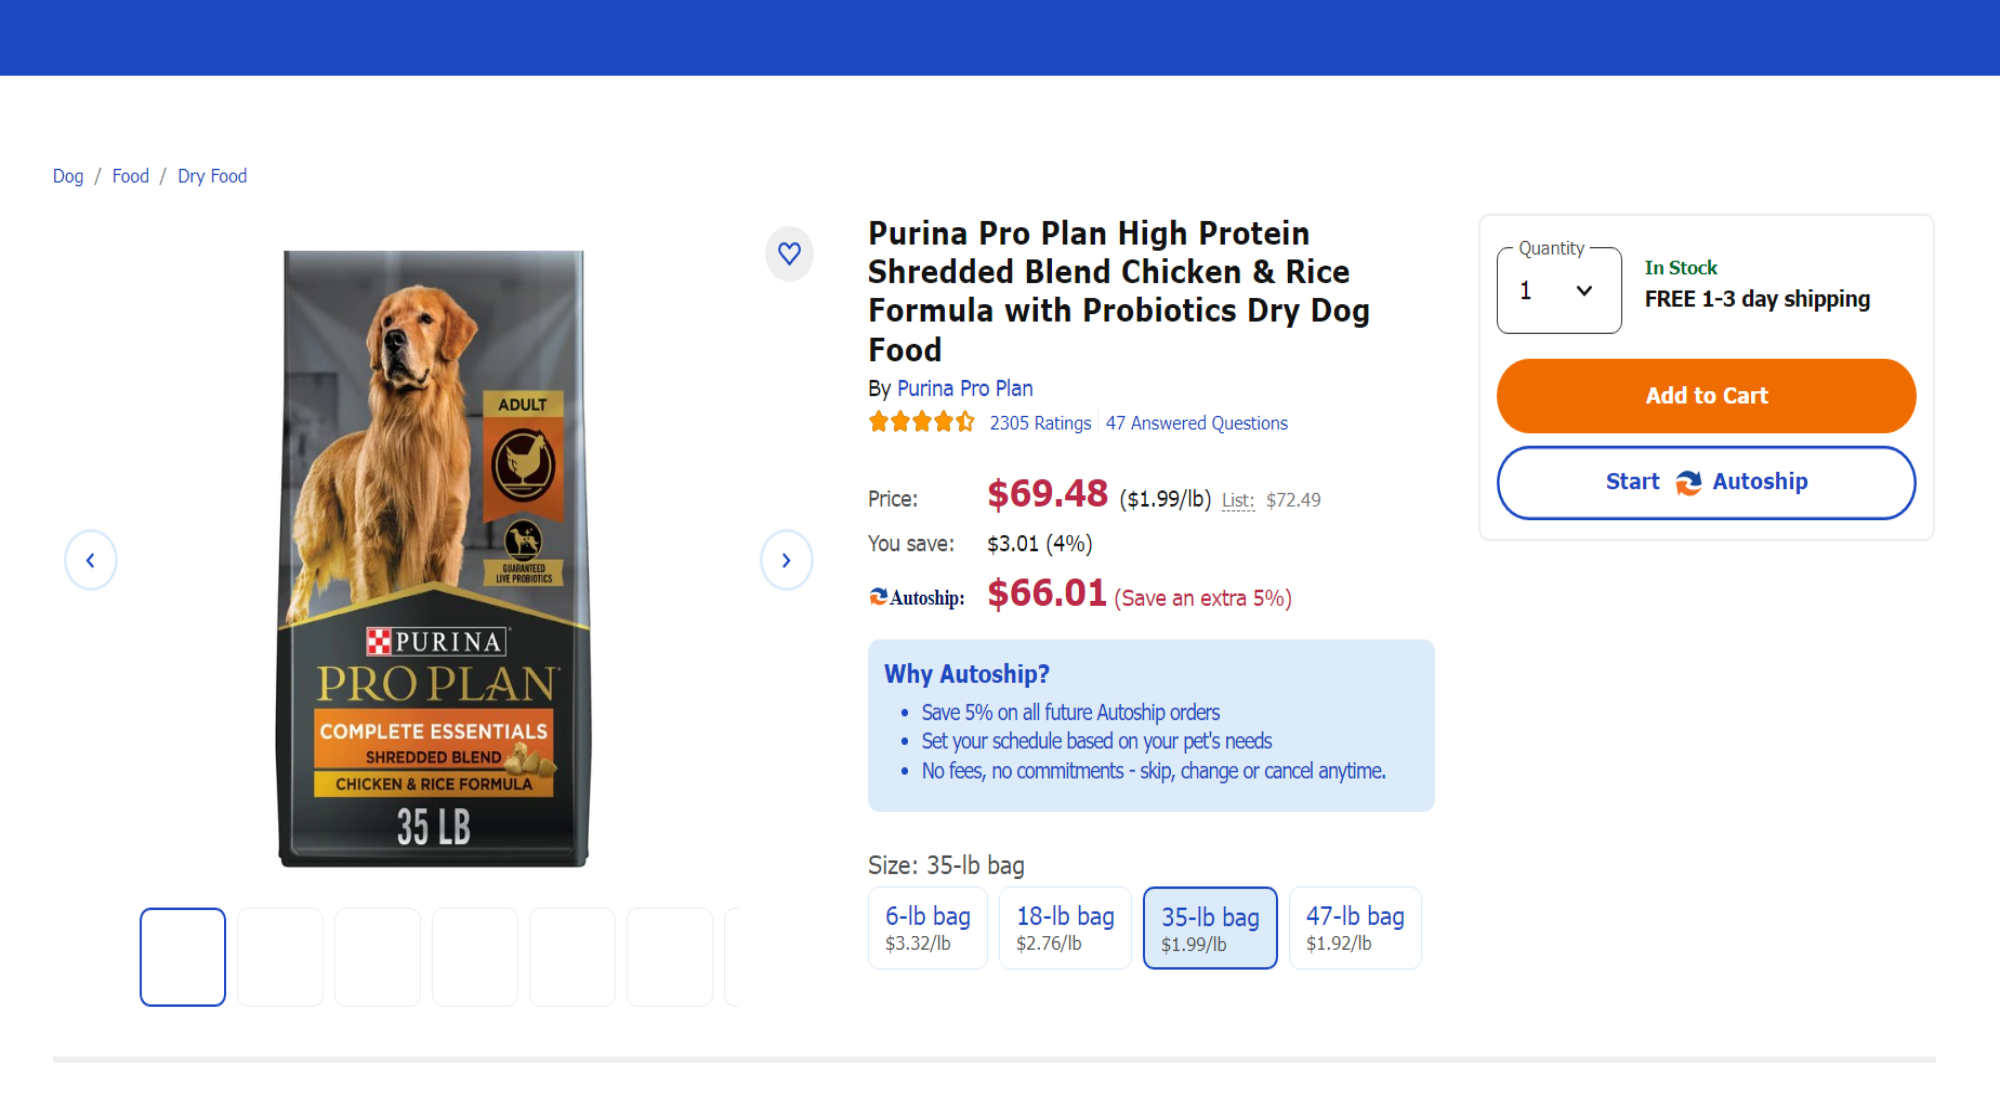 Dog / Food / Dry Food
ADULT
GUARANTEED
LIVE PROBIOTICS
PURINA
PRO PLAN
COMPLETE ESSENTIALS
SHREDDED BLEND
CHICKEN & RICE FORMULA
35 LB
Purina Pro Plan High Protein
Shredded Blend Chicken & Rice
Formula with Probiotics Dry Dog
Food
By Purina Pro Plan
2305 Ratings 47 Answered Questions
Price: $69.48 ($1.99/lb) List: $72.49
You save: $3.01 (4%)
Autoship: $66.01 (Save an extra 5%)
Why Autoship?
• Save 5% on all future Autoship orders
• Set your schedule based on your pet's needs
• No fees, no commitments - skip, change or cancel anytime.
Size: 35-lb bag
6-lb bag 18-lb bag 35-lb bag 47-lb bag
$3.32/lb $2.76/lb $1.99/lb $1.92/lb
Quantity
1
In Stock
FREE 1-3 day shipping
Add to Cart
Start Autoship